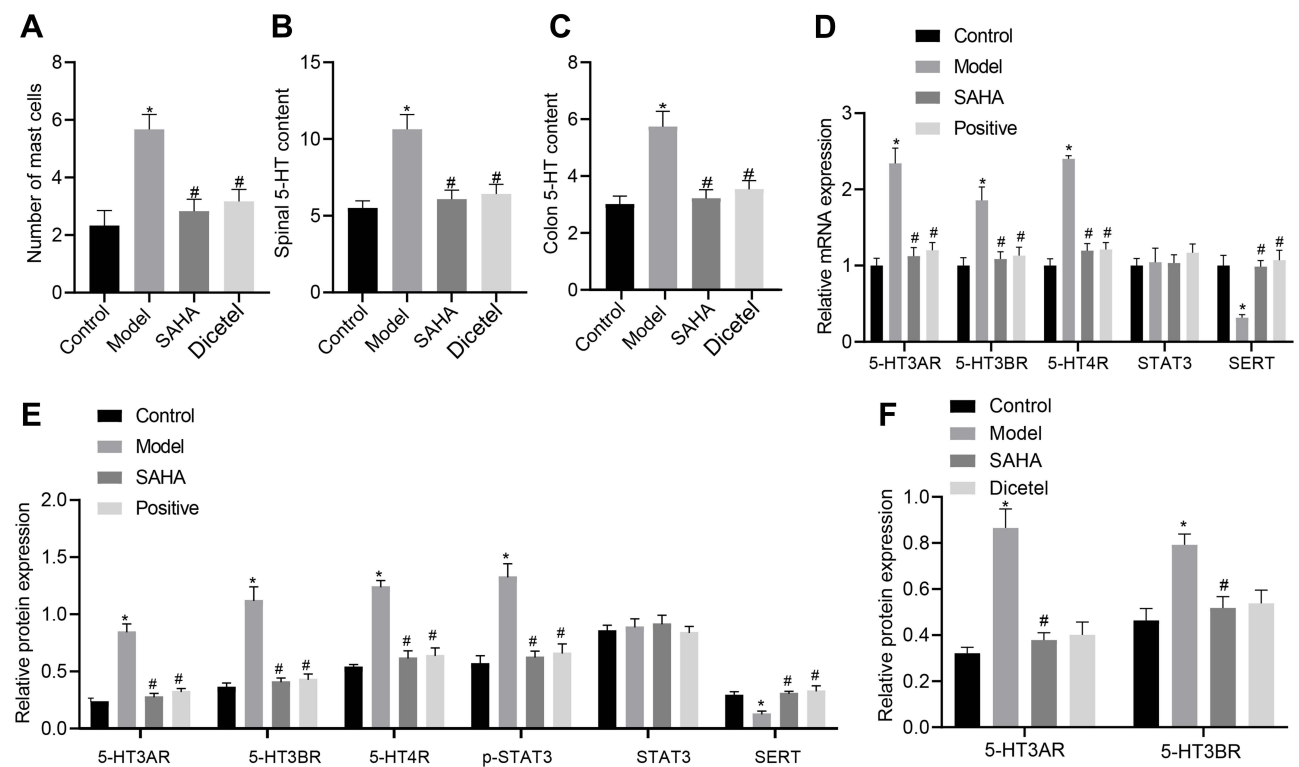 A
Number of mast cells
8
6
4
2
0
*
#
#
Control
Model
SAHA
Dicetel
B
Spinal 5-HT content
15
10
5
0
*
#
#
Control
Model
SAHA
Dicetel
C
Colon 5-HT content
8
6
4
2
0
*
#
#
Control
Model
SAHA
Dicetel
D
Control
Model
SAHA
Positive
Relative mRNA expression
3
2
1
0
*
#
#
*
#
#
*
#
#
*
#
#
5-HT3AR
5-HT3BR
5-HT4R
STAT3
SERT
E
Control
Model
SAHA
Positive
Relative protein expression
2.0
1.5
1.0
0.5
0.0
*
#
#
*
#
#
*
#
#
*
#
#
*
#
#
5-HT3AR
5-HT3BR
5-HT4R
p-STAT3
STAT3
SERT
F
Control
Model
SAHA
Dicetel
Relative protein expression
1.0
0.8
0.6
0.4
0.2
0.0
*
#
*
#
5-HT3AR
5-HT3BR